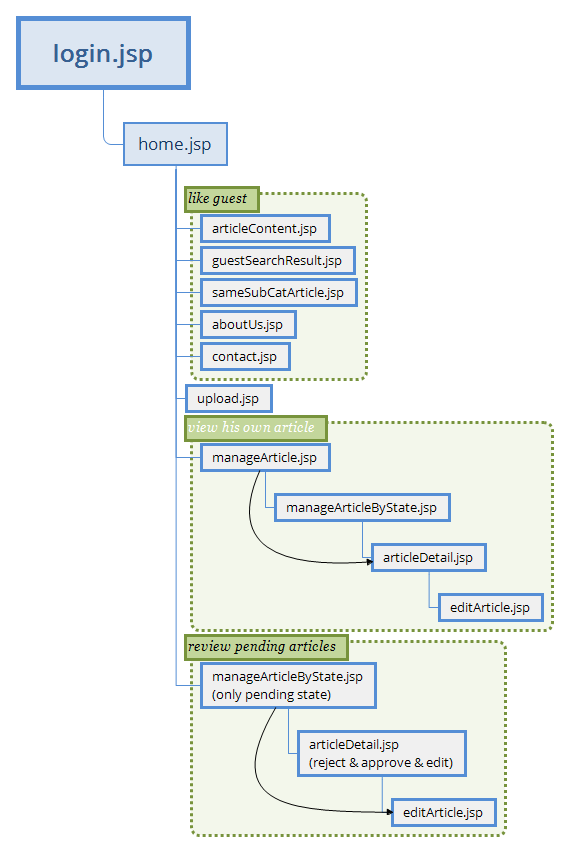 login.jsp
home.jsp
like guest
articleContent.jsp
guestSearchResult.jsp
sameSubCatArticle.jsp
aboutUs.jsp
contact.jsp
upload.jsp
view his own article
manageArticle.jsp
manageArticleByState.jsp
articleDetail.jsp
editArticle.jsp
review pending articles
manageArticleByState.jsp
(only pending state)
articleDetail.jsp
(reject & approve & edit)
editArticle.jsp